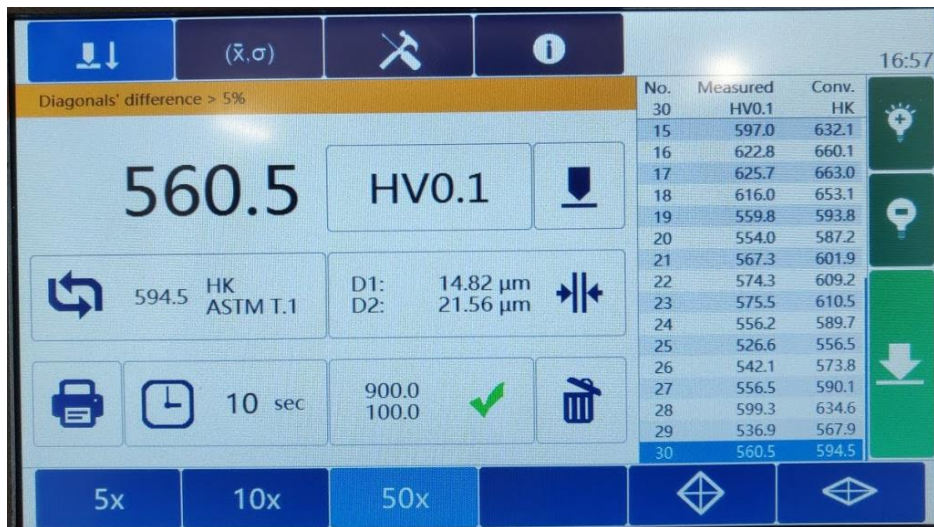 (x̄,σ)
i
16:57
Diagonals' difference > 5%
560.5
HV0.1
594.5 HK
ASTM T.1
D1: 14.82 µm
D2: 21.56 µm
10 sec
900.0
100.0
No. Measured Conv.
30 HV0.1 HK
15 597.0 632.1
16 622.8 660.1
17 625.7 663.0
18 616.0 653.1
19 559.8 593.8
20 554.0 587.2
21 567.3 601.9
22 574.3 609.2
23 575.5 610.5
24 556.2 589.7
25 526.6 556.5
26 542.1 573.8
27 556.5 590.1
28 599.3 634.6
29 536.9 567.9
30 560.5 594.5
5x
10x
50x